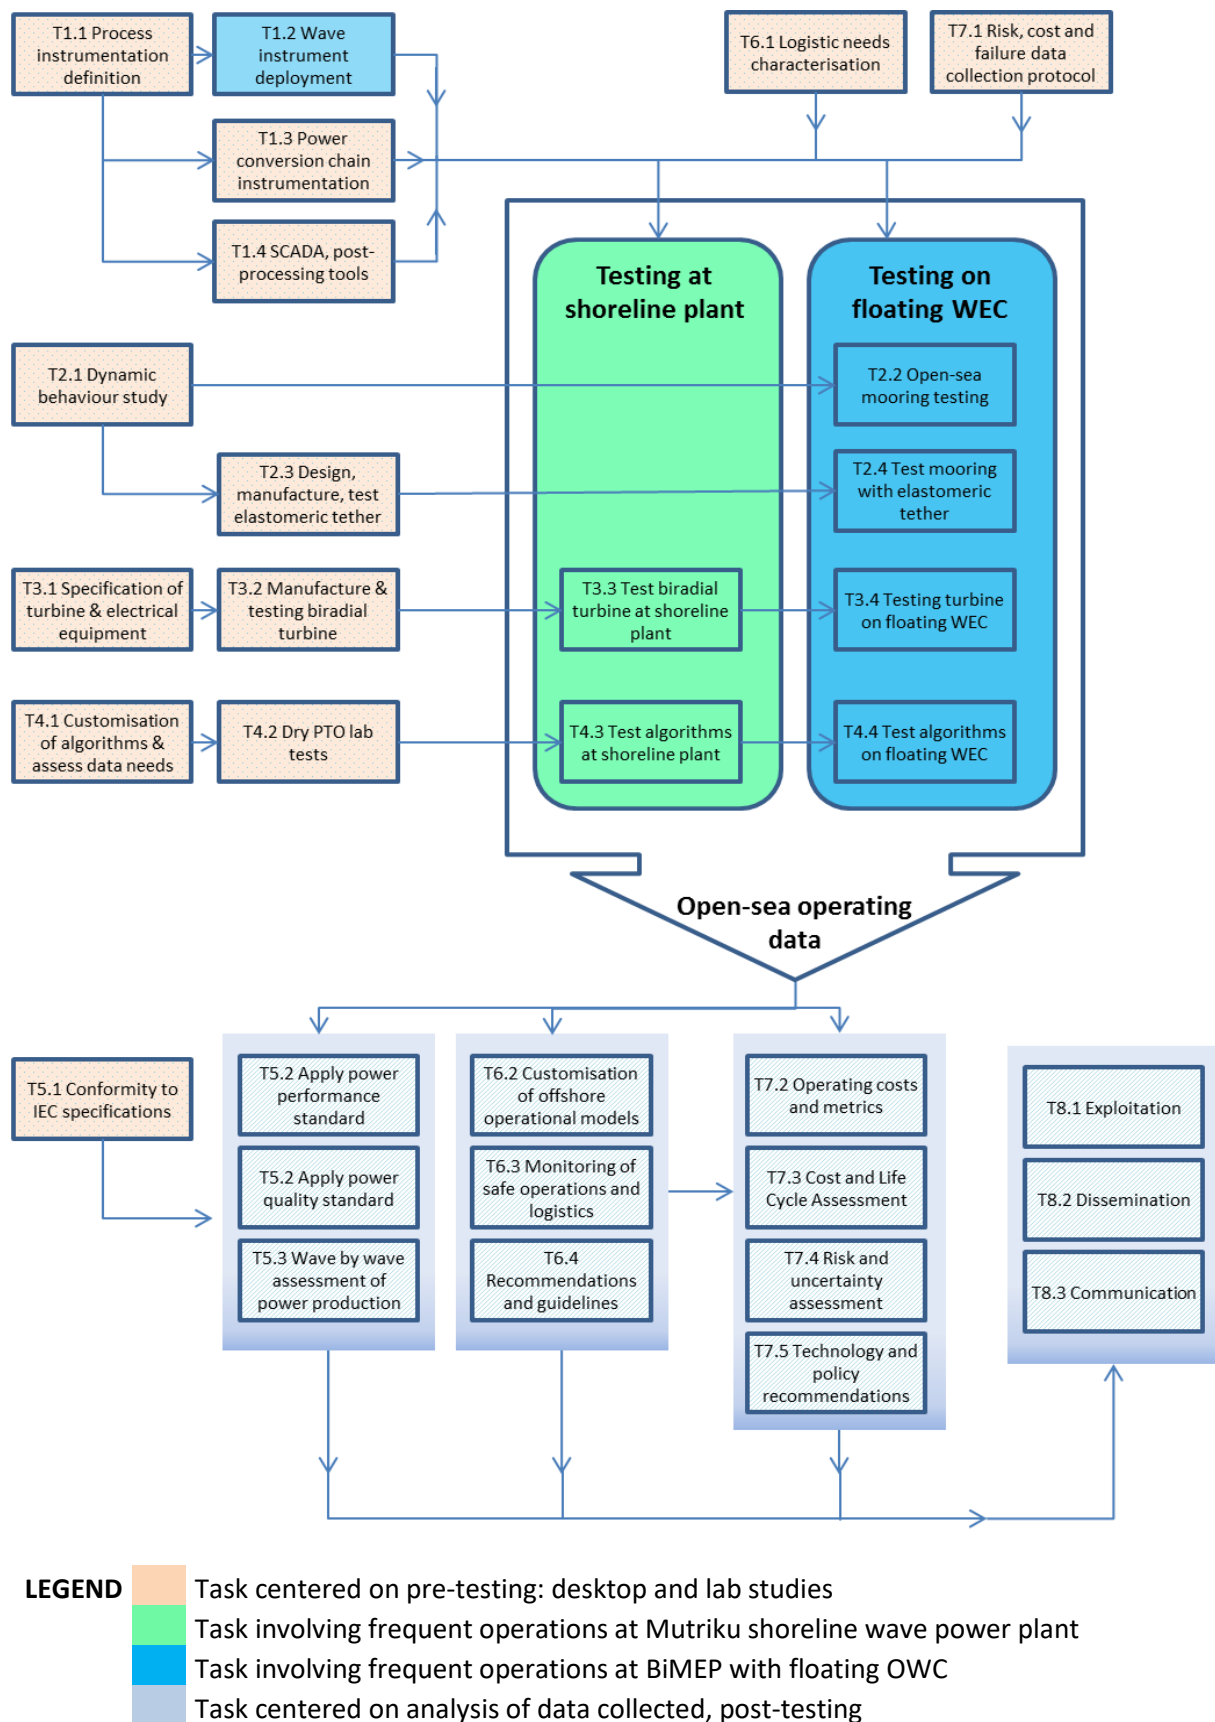 T1.1 Process
instrumentation
definition
T1.2 Wave
instrument
deployment
T6.1 Logistic needs
characterisation
T7.1 Risk, cost and
failure data
collection protocol
T1.3 Power
conversion chain
instrumentation
T1.4 SCADA, post-
processing tools
Testing at
shoreline plant
Testing on
floating WEC
T2.1 Dynamic
behaviour study
T2.2 Open-sea
mooring testing
T2.3 Design,
manufacture, test
elastomeric tether
T2.4 Test mooring
with elastomeric
tether
T3.1 Specification of
turbine & electrical
equipment
T3.2 Manufacture &
testing biradial
turbine
T3.3 Test biradial
turbine at shoreline
plant
T3.4 Testing turbine
on floating WEC
T4.1 Customisation
of algorithms &
assess data needs
T4.2 Dry PTO lab
tests
T4.3 Test algorithms
at shoreline plant
T4.4 Test algorithms
on floating WEC
Open-sea operating
data
T5.1 Conformity to
IEC specifications
T5.2 Apply power
performance
standard
T5.2 Apply power
quality standard
T5.3 Wave by wave
assessment of
power production
T6.2 Customisation
of offshore
operational models
T6.3 Monitoring of
safe operations and
logistics
T6.4
Recommendations
and guidelines
T7.2 Operating costs
and metrics
T7.3 Cost and Life
Cycle Assessment
T7.4 Risk and
uncertainty
assessment
T7.5 Technology and
policy
recommendations
T8.1 Exploitation
T8.2 Dissemination
T8.3 Communication
LEGEND
Task centered on pre-testing: desktop and lab studies
Task involving frequent operations at Mutriku shoreline wave power plant
Task involving frequent operations at BiMEP with floating OWC
Task centered on analysis of data collected, post-testing